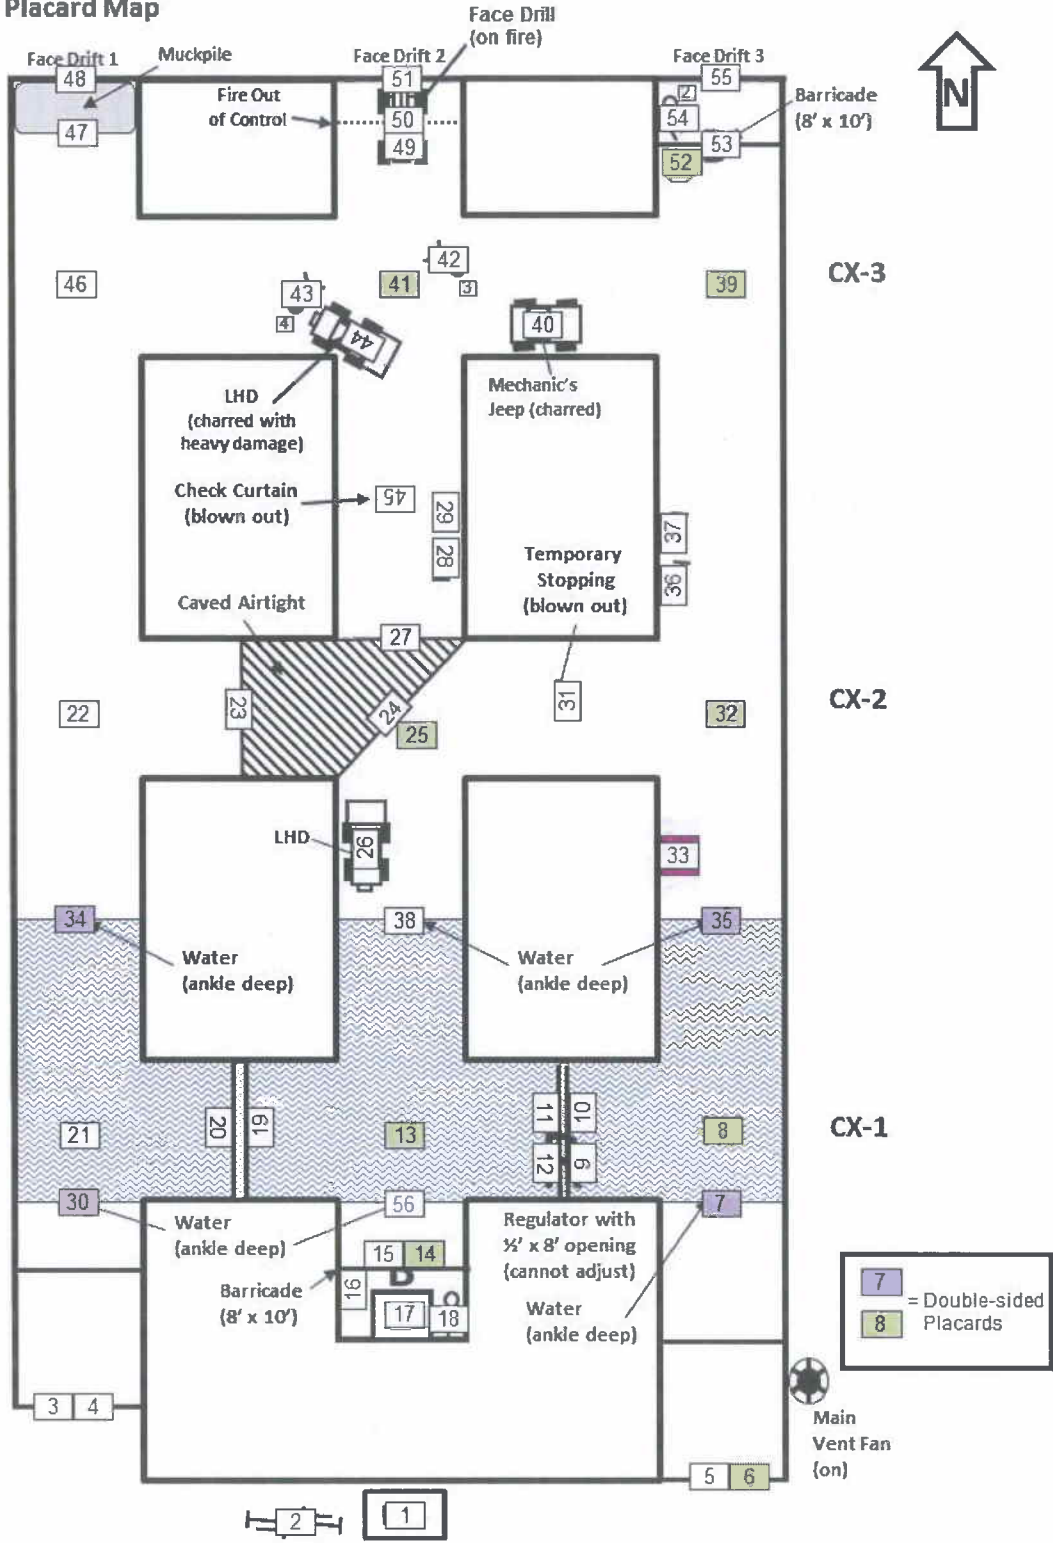 Placard Map
Face Drill
(on fire)
Face Drift 1
Muckpile
Face Drift 2
Face Drift 3
48
51
55
Fire Out
of Control
2
Barricade
(8' x 10')
N
47
50
54
49
53
52
46
43
41
42
3
39
CX-3
4
44
40
LHD
(charred with
heavy damage)
Mechanic's
Jeep (charred)
Check Curtain
(blown out)
45
29
28
37
36
Temporary
Stopping
(blown out)
Caved Airtight
27
22
23
24
25
31
32
CX-2
LHD
26
33
34
38
35
Water
(ankle deep)
Water
(ankle deep)
21
20
19
13
11
10
12
9
8
CX-1
30
56
7
Water
(ankle deep)
Regulator with
½' x 8' opening
(cannot adjust)
15
14
D
Barricade
(8' x 10')
16
17
18
Water
(ankle deep)
7
= Double-sided
8
Placards
3
4
Main
Vent Fan
(on)
5
6
2
1